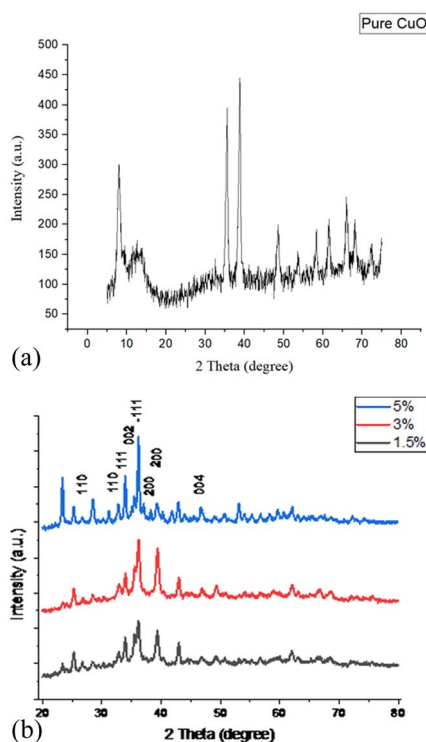 Pure CuO
500
450
400
350
300
250
200
150
100
50
Intensity (a.u.)
0 10 20 30 40 50 60 70 80
2 Theta (degree)
(a)
5%
3%
1.5%
110
110
111
002
-111
200
200
004
Intensity (a.u.)
20 30 40 50 60 70 80
2 Theta (degree)
(b)